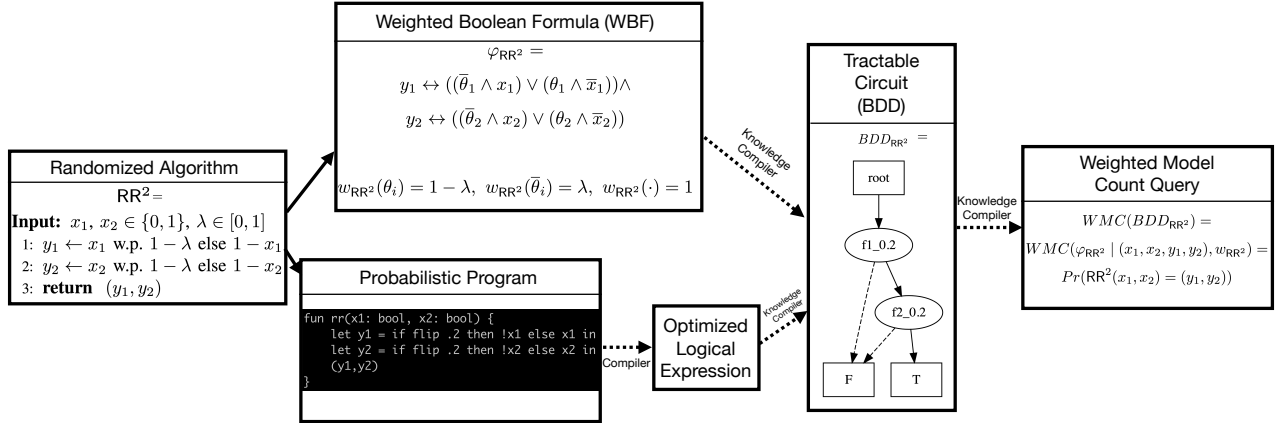 Randomized Algorithm
RR² =
Input: x₁, x₂ ∈ {0, 1}, λ ∈ [0, 1]
1: y₁ ← x₁ w.p. 1 − λ else 1 − x₁
2: y₂ ← x₂ w.p. 1 − λ else 1 − x₂
3: return (y₁, y₂)
Weighted Boolean Formula (WBF)
φ_RR² =
y₁ ↔ ((θ̅₁ ∧ x₁) ∨ (θ₁ ∧ x̅₁))∧
y₂ ↔ ((θ̅₂ ∧ x₂) ∨ (θ₂ ∧ x̅₂))
w_RR²(θᵢ) = 1 − λ, w_RR²(θ̅ᵢ) = λ, w_RR²(·) = 1
Probabilistic Program
fun rr(x1: bool, x2: bool) {
let y1 = if flip .2 then !x1 else x1 in
let y2 = if flip .2 then !x2 else x2 in
(y1,y2)
}
Compiler
Optimized
Logical
Expression
Knowledge
Compiler
Knowledge
Compiler
Tractable
Circuit
(BDD)
BDD_RR² =
root
f1_0.2
f2_0.2
F
T
Knowledge
Compiler
Weighted Model
Count Query
WMC(BDD_RR²) =
WMC(φ_RR² | (x₁, x₂, y₁, y₂), w_RR²) =
Pr(RR²(x₁, x₂) = (y₁, y₂))